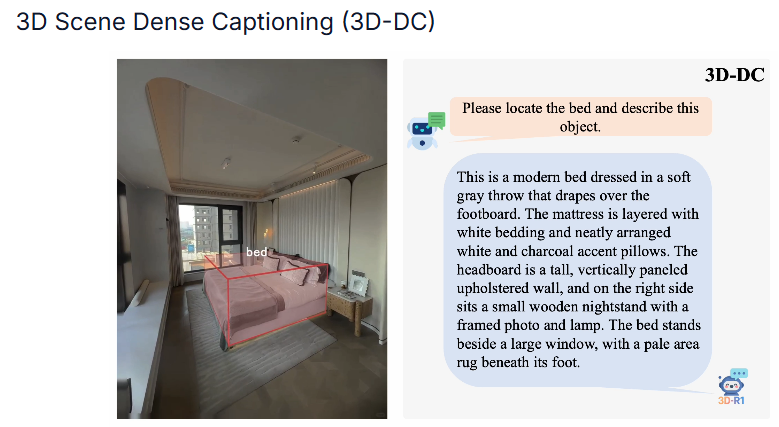 3D Scene Dense Captioning (3D-DC)
3D-DC
Please locate the bed and describe this
object.
bed
This is a modern bed dressed in a soft
gray throw that drapes over the
footboard. The mattress is layered with
white bedding and neatly arranged
white and charcoal accent pillows. The
headboard is a tall, vertically paneled
upholstered wall, and on the right side
sits a small wooden nightstand with a
framed photo and lamp. The bed stands
beside a large window, with a pale area
rug beneath its foot.
3D-R1